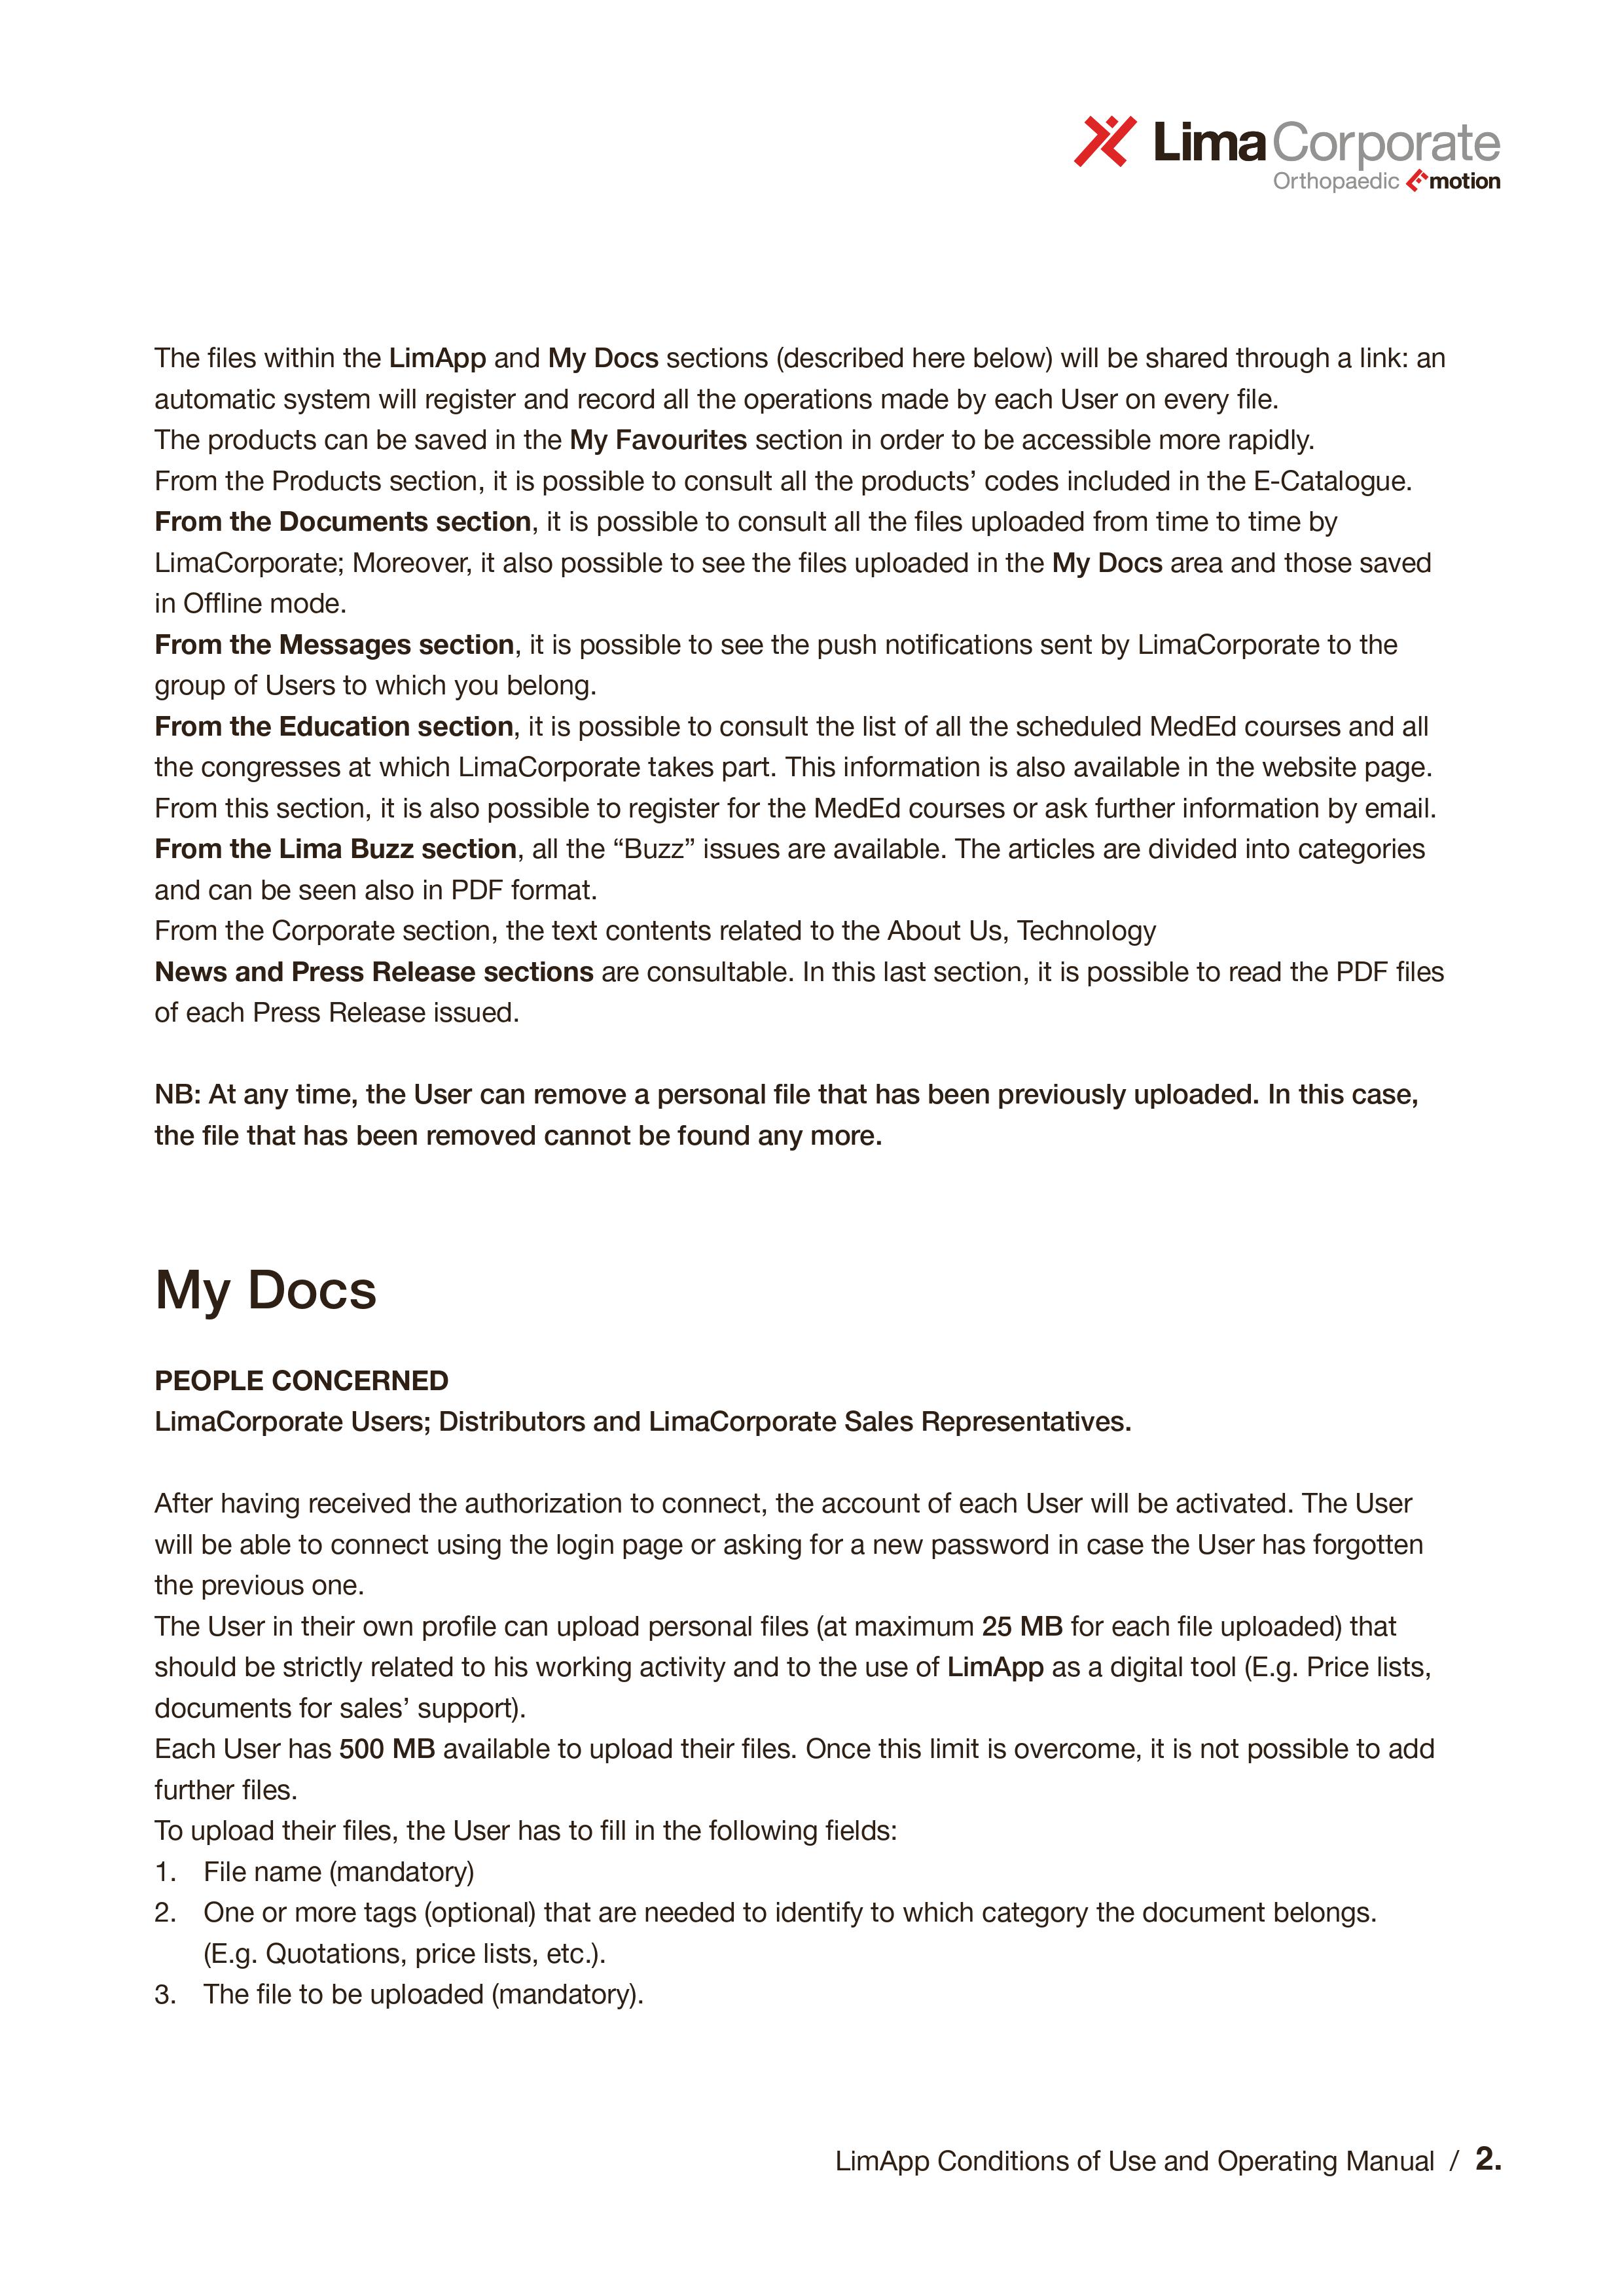 LimaCorporate
Orthopaedic Emotion
The files within the LimApp and My Docs sections (described here below) will be shared through a link: an
automatic system will register and record all the operations made by each User on every file.
The products can be saved in the My Favourites section in order to be accessible more rapidly.
From the Products section, it is possible to consult all the products’ codes included in the E-Catalogue.
From the Documents section, it is possible to consult all the files uploaded from time to time by
LimaCorporate; Moreover, it also possible to see the files uploaded in the My Docs area and those saved
in Offline mode.
From the Messages section, it is possible to see the push notifications sent by LimaCorporate to the
group of Users to which you belong.
From the Education section, it is possible to consult the list of all the scheduled MedEd courses and all
the congresses at which LimaCorporate takes part. This information is also available in the website page.
From this section, it is also possible to register for the MedEd courses or ask further information by email.
From the Lima Buzz section, all the “Buzz” issues are available. The articles are divided into categories
and can be seen also in PDF format.
From the Corporate section, the text contents related to the About Us, Technology
News and Press Release sections are consultable. In this last section, it is possible to read the PDF files
of each Press Release issued.
NB: At any time, the User can remove a personal file that has been previously uploaded. In this case,
the file that has been removed cannot be found any more.
My Docs
PEOPLE CONCERNED
LimaCorporate Users; Distributors and LimaCorporate Sales Representatives.
After having received the authorization to connect, the account of each User will be activated. The User
will be able to connect using the login page or asking for a new password in case the User has forgotten
the previous one.
The User in their own profile can upload personal files (at maximum 25 MB for each file uploaded) that
should be strictly related to his working activity and to the use of LimApp as a digital tool (E.g. Price lists,
documents for sales’ support).
Each User has 500 MB available to upload their files. Once this limit is overcome, it is not possible to add
further files.
To upload their files, the User has to fill in the following fields:
1. File name (mandatory)
2. One or more tags (optional) that are needed to identify to which category the document belongs.
(E.g. Quotations, price lists, etc.).
3. The file to be uploaded (mandatory).
LimApp Conditions of Use and Operating Manual / 2.